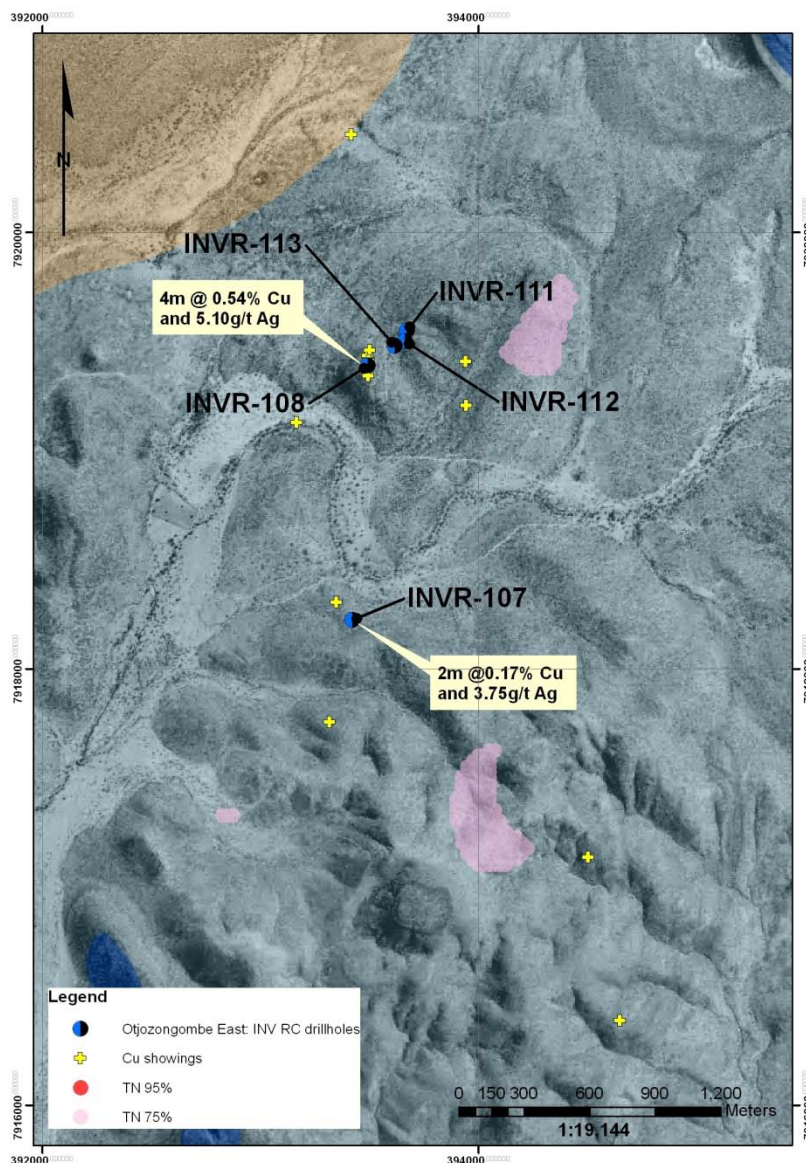 392000
394000
N
7920000
INVR-113
INVR-111
4m @ 0.54% Cu
and 5.10g/t Ag
INVR-108
INVR-112
INVR-107
7918000
2m @0.17% Cu
and 3.75g/t Ag
Legend
Otjozongombe East: INV RC drillholes
Cu showings
TN 95%
TN 75%
0 150 300 600 900 1,200
Meters
1:19,144
7916000
392000
394000